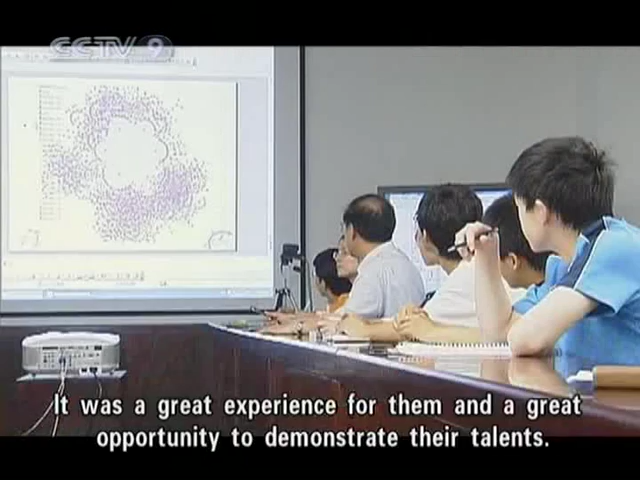 CCTV 9
It was a great experience for them and a great
opportunity to demonstrate their talents.